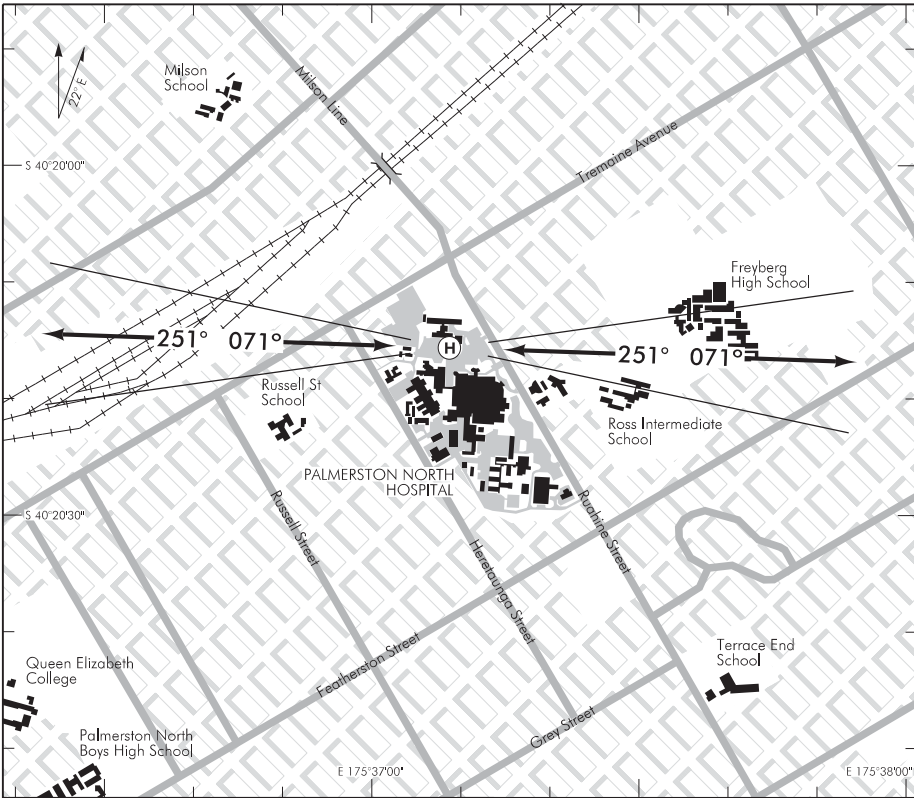 22° E
Milson
School
Milson Line
S 40°20'00"
Tremaine Avenue
Freyberg
High School
251° 071°
H
251° 071°
Russell St
School
Ross Intermediate
School
PALMERSTON NORTH
HOSPITAL
S 40°20'30"
Russell Street
Heretaunga Street
Ruahine Street
Featherston Street
Grey Street
Terrace End
School
Queen Elizabeth
College
Palmerston North
Boys High School
E 175°37'00"
E 175°38'00"